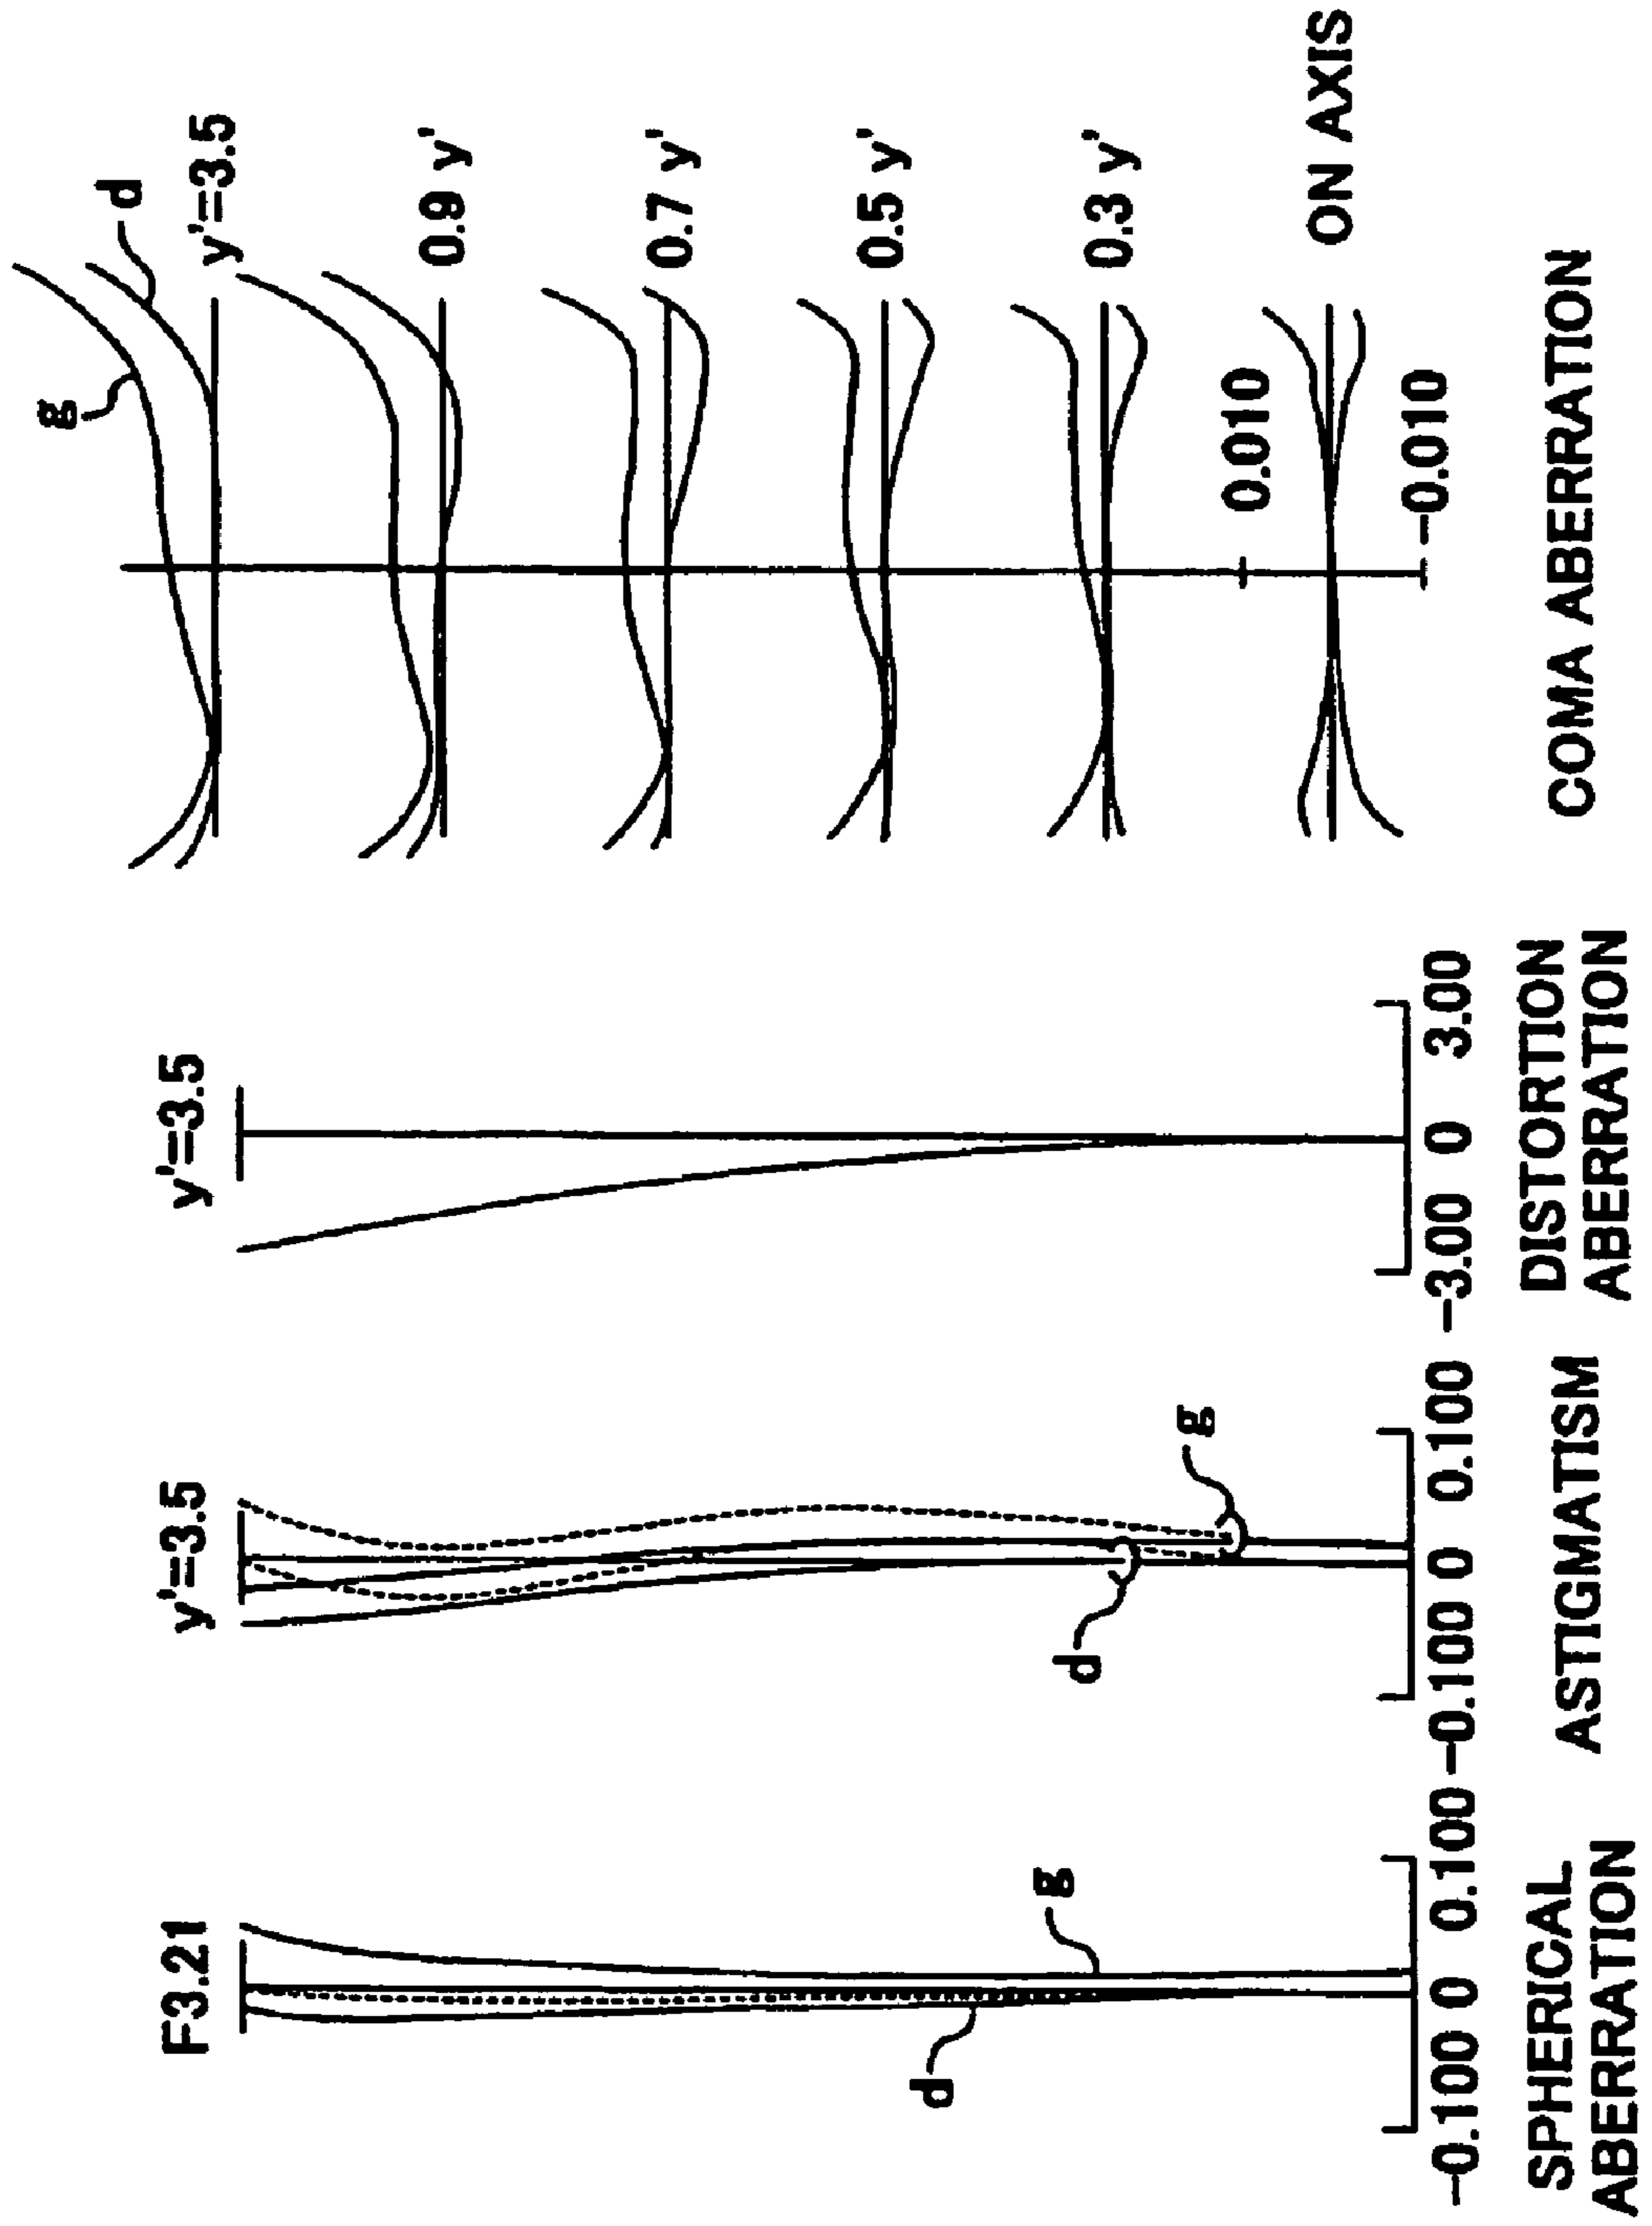 F3.21
g
d
-0.100 0 0.100
SPHERICAL
ABERRATION
y'=3.5
g
d
-0.100 0 0.100
ASTIGMATISM
y'=3.5
-3.00 0 3.00
DISTORTION
ABERRATION
g
d
y'=3.5
0.9 y'
0.7 y'
0.5 y'
0.3 y'
0.010
ON AXIS
-0.010
COMA ABERRATION